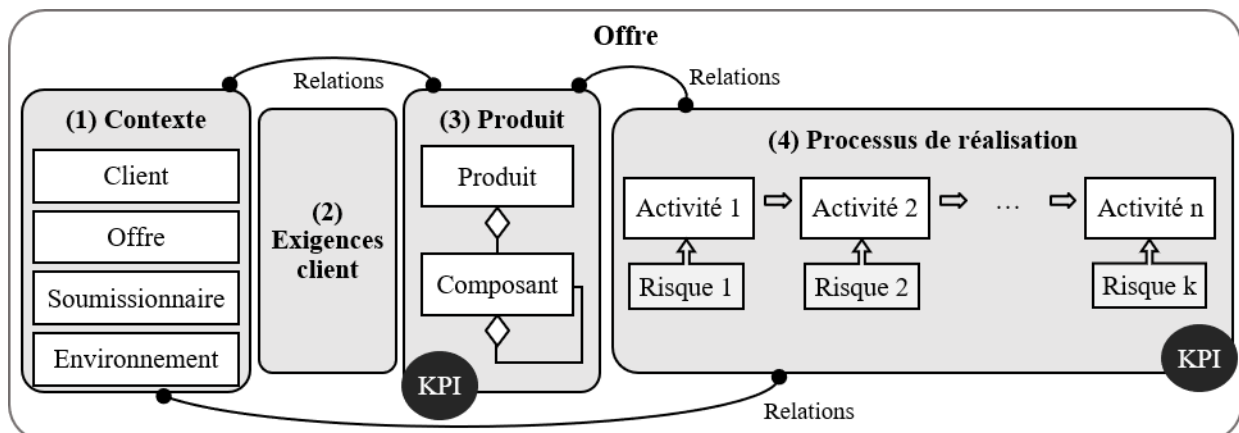 Offre
Relations
Relations
(1) Contexte
Client
Offre
Soumissionnaire
Environnement
(2)
Exigences
client
(3) Produit
Produit
Composant
KPI
(4) Processus de réalisation
Activité 1
Activité 2
...
Activité n
Risque 1
Risque 2
Risque k
KPI
Relations